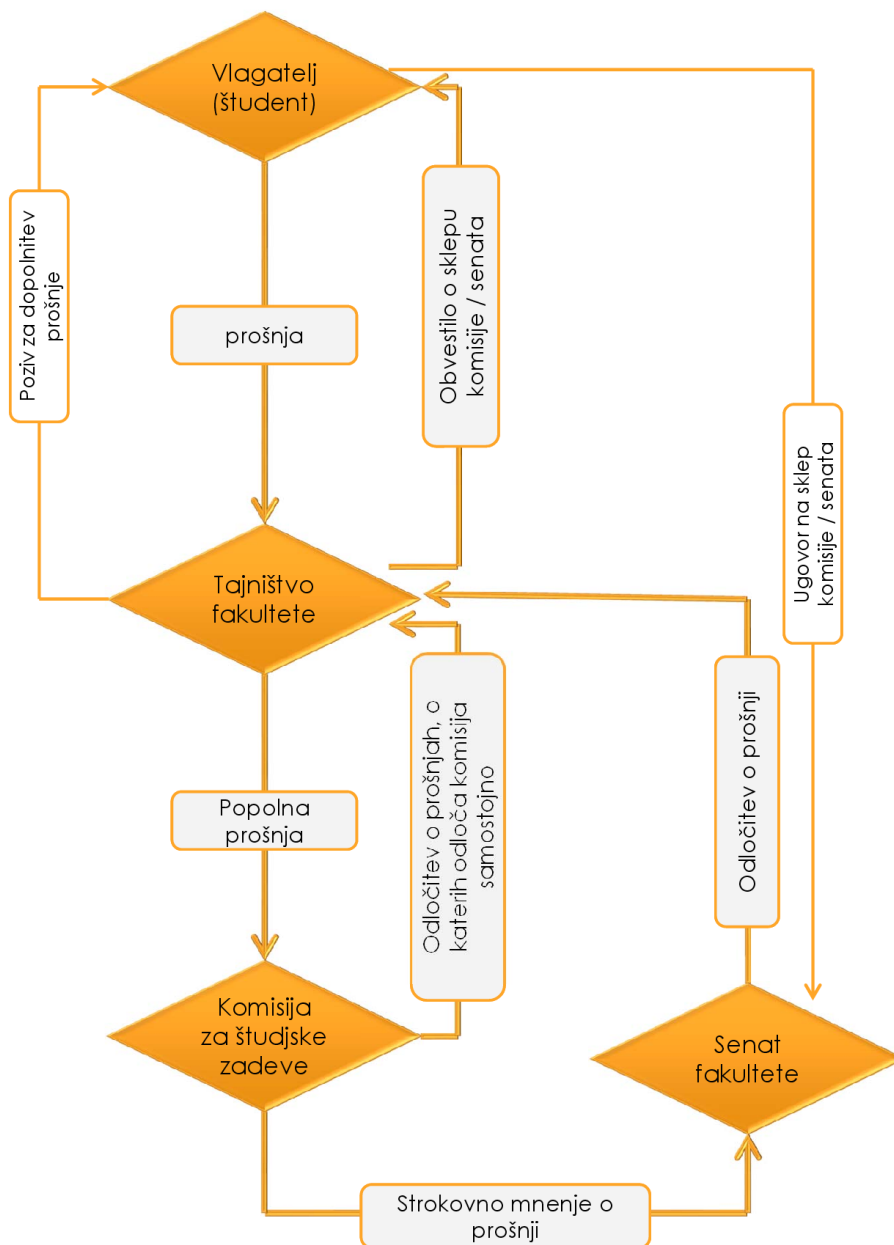 Vlagatelj
(študent)
Poziv za dopolnitev
prošnje
prošnja
Obvestilo o sklepu
komisije / senata
Ugovor na sklep
komisije / senata
Tajništvo
fakultete
Popolna
prošnja
Odločitev o prošnjah, o
katerih odloča komisija
samostojno
Odločitev o prošnji
Komisija
za študjske
zadeve
Senat
fakultete
Strokovno mnenje o
prošnji